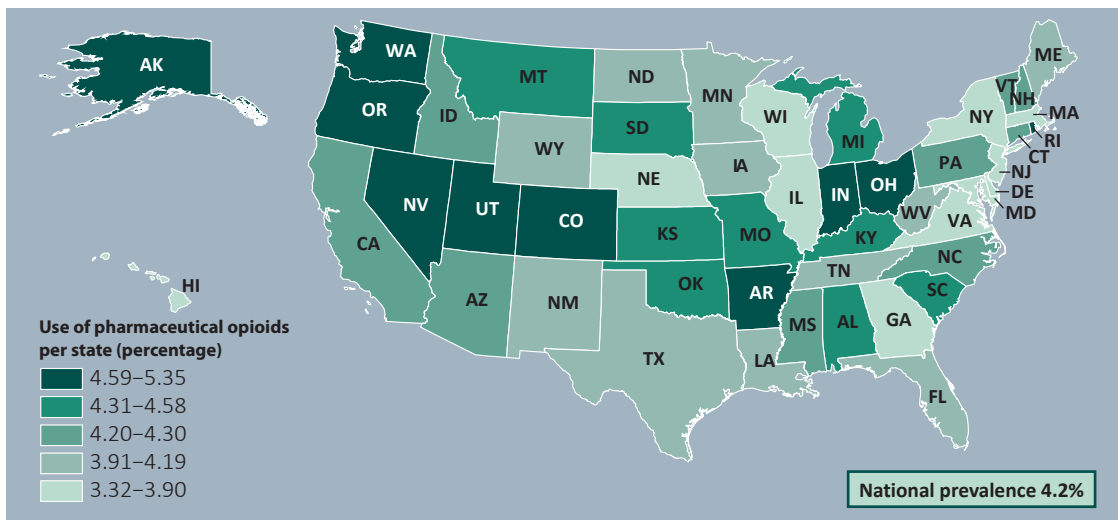 AK
WA
OR
ID
MT
ND
MN
SD
WY
NV
UT
CO
CA
AZ
NM
NE
KS
OK
TX
IA
MO
AR
LA
WI
IL
MI
IN
OH
KY
TN
MS
AL
GA
FL
SC
NC
VA
WV
PA
NY
VT
NH
ME
MA
RI
CT
NJ
DE
MD
HI
Use of pharmaceutical opioids
per state (percentage)
4.59–5.35
4.31–4.58
4.20–4.30
3.91–4.19
3.32–3.90
National prevalence 4.2%